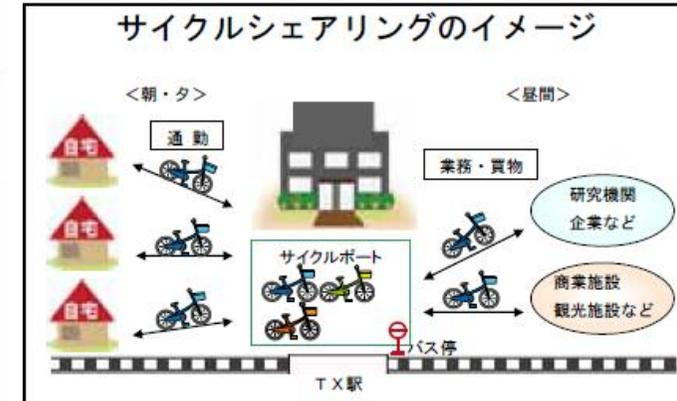 サイクルシェアリングのイメージ
＜朝・夕＞
＜昼間＞
通 勤
業務・買物
自宅
自宅
自宅
研究機関
企業など
サイクルポート
商業施設
観光施設など
バス停
ＴＸ駅